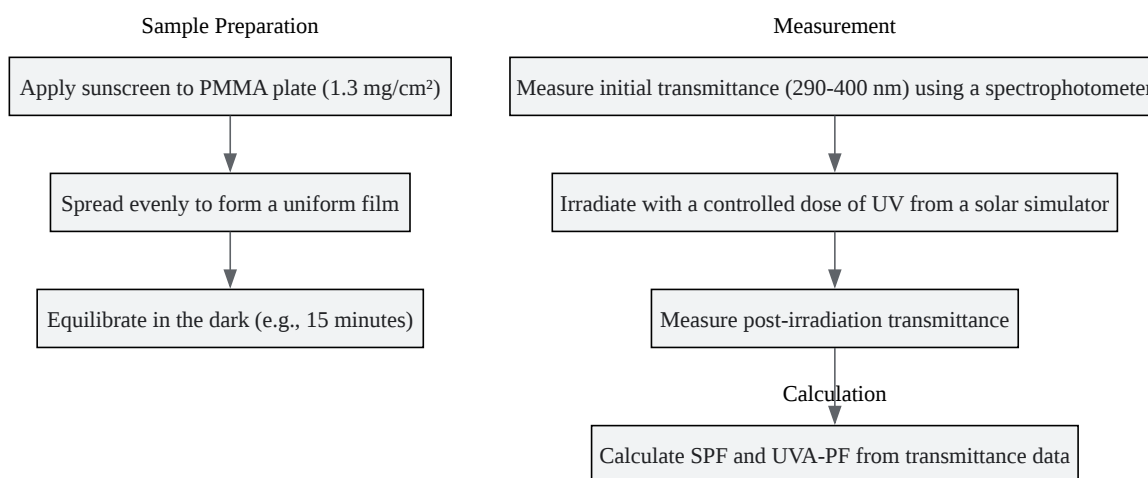 Sample Preparation
Apply sunscreen to PMMA plate (1.3 mg/cm²)
Spread evenly to form a uniform film
Equilibrate in the dark (e.g., 15 minutes)
Measurement
Measure initial transmittance (290-400 nm) using a spectrophotometer
Irradiate with a controlled dose of UV from a solar simulator
Measure post-irradiation transmittance
Calculation
Calculate SPF and UVA-PF from transmittance data